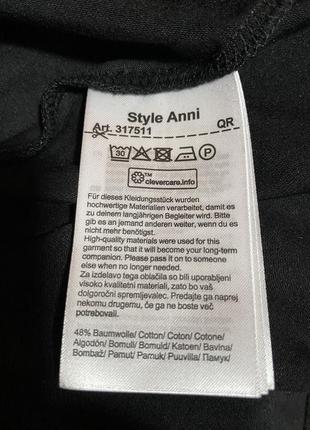 Style Anni
Art. 317511 QR
30 P
™
clevercare.info
Für dieses Kleidungsstück wurden
hochwertige Materialien verarbeitet, damit es
zu deinem langjährigen Begleiter wird. Bitte
gib es an jemand anderen weiter, wenn du es
nicht mehr benötigst.
High-quality materials were used for this
garment so that it will become your long-term
companion. Please pass it on to someone
else when no longer needed.
Za izdelavo tega oblačila so bili uporabljeni
visoko kvalitetni materiali, zato bo vaš
dolgoročni spremljevalec. Predajte ga naprej
nekomu drugemu, če ga ne boste več
potrebovali.
48% Baumwolle/ Cotton/ Coton/ Cotone/
Algodón/ Bomull/ Bomuld/ Katoen/ Bavlna/
Bombaž/ Pamut/ Pamuk/ Puuvilla/ Памук/